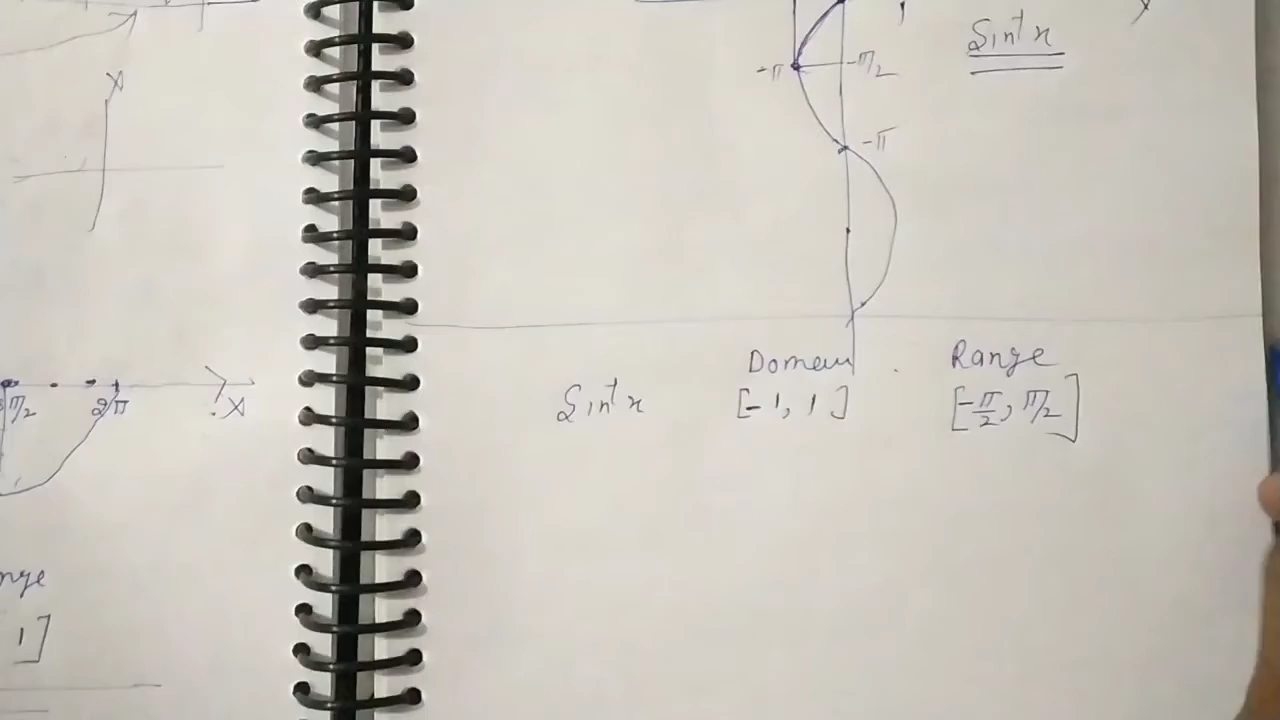 X
π/2 2π X
nge
1]
-π -π/2 Sin⁻¹x
-π
Domain Range
Sin⁻¹x [-1, 1] [-π/2, π/2]